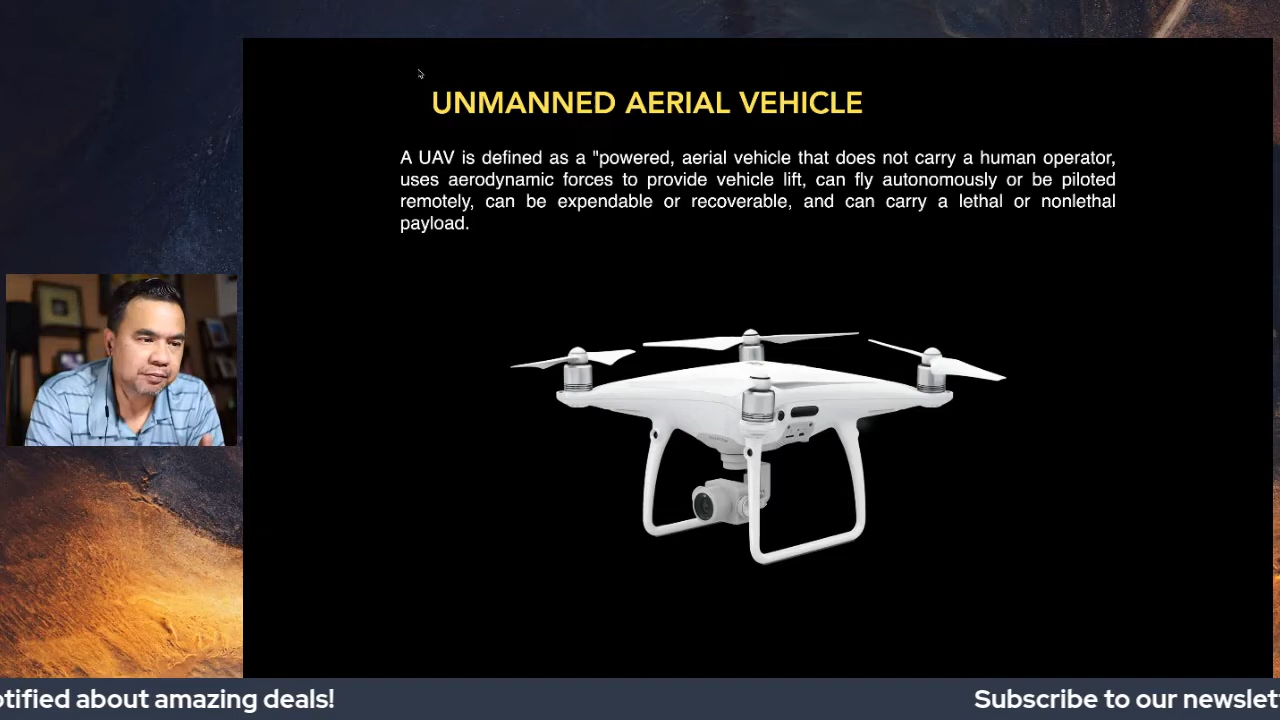 UNMANNED AERIAL VEHICLE
A UAV is defined as a "powered, aerial vehicle that does not carry a human operator,
uses aerodynamic forces to provide vehicle lift, can fly autonomously or be piloted
remotely, can be expendable or recoverable, and can carry a lethal or nonlethal
payload.
otified about amazing deals!
Subscribe to our newslet